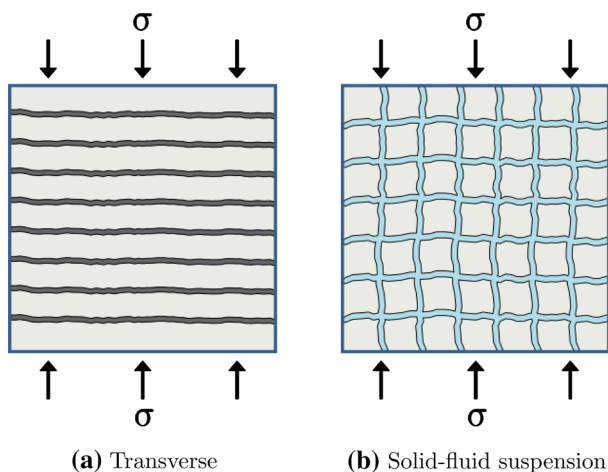 σ σ
σ σ
(a) Transverse (b) Solid-fluid suspension